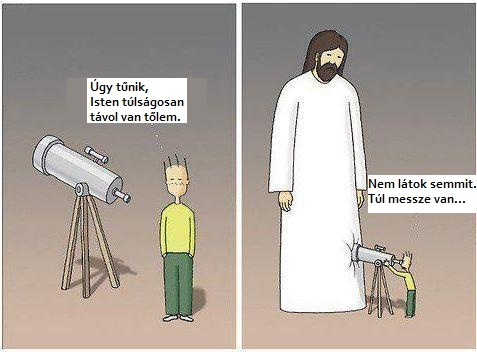 Úgy tűnik,
Isten túlságosan
távol van tőlem.
Nem látok semmit.
Túl messze van...